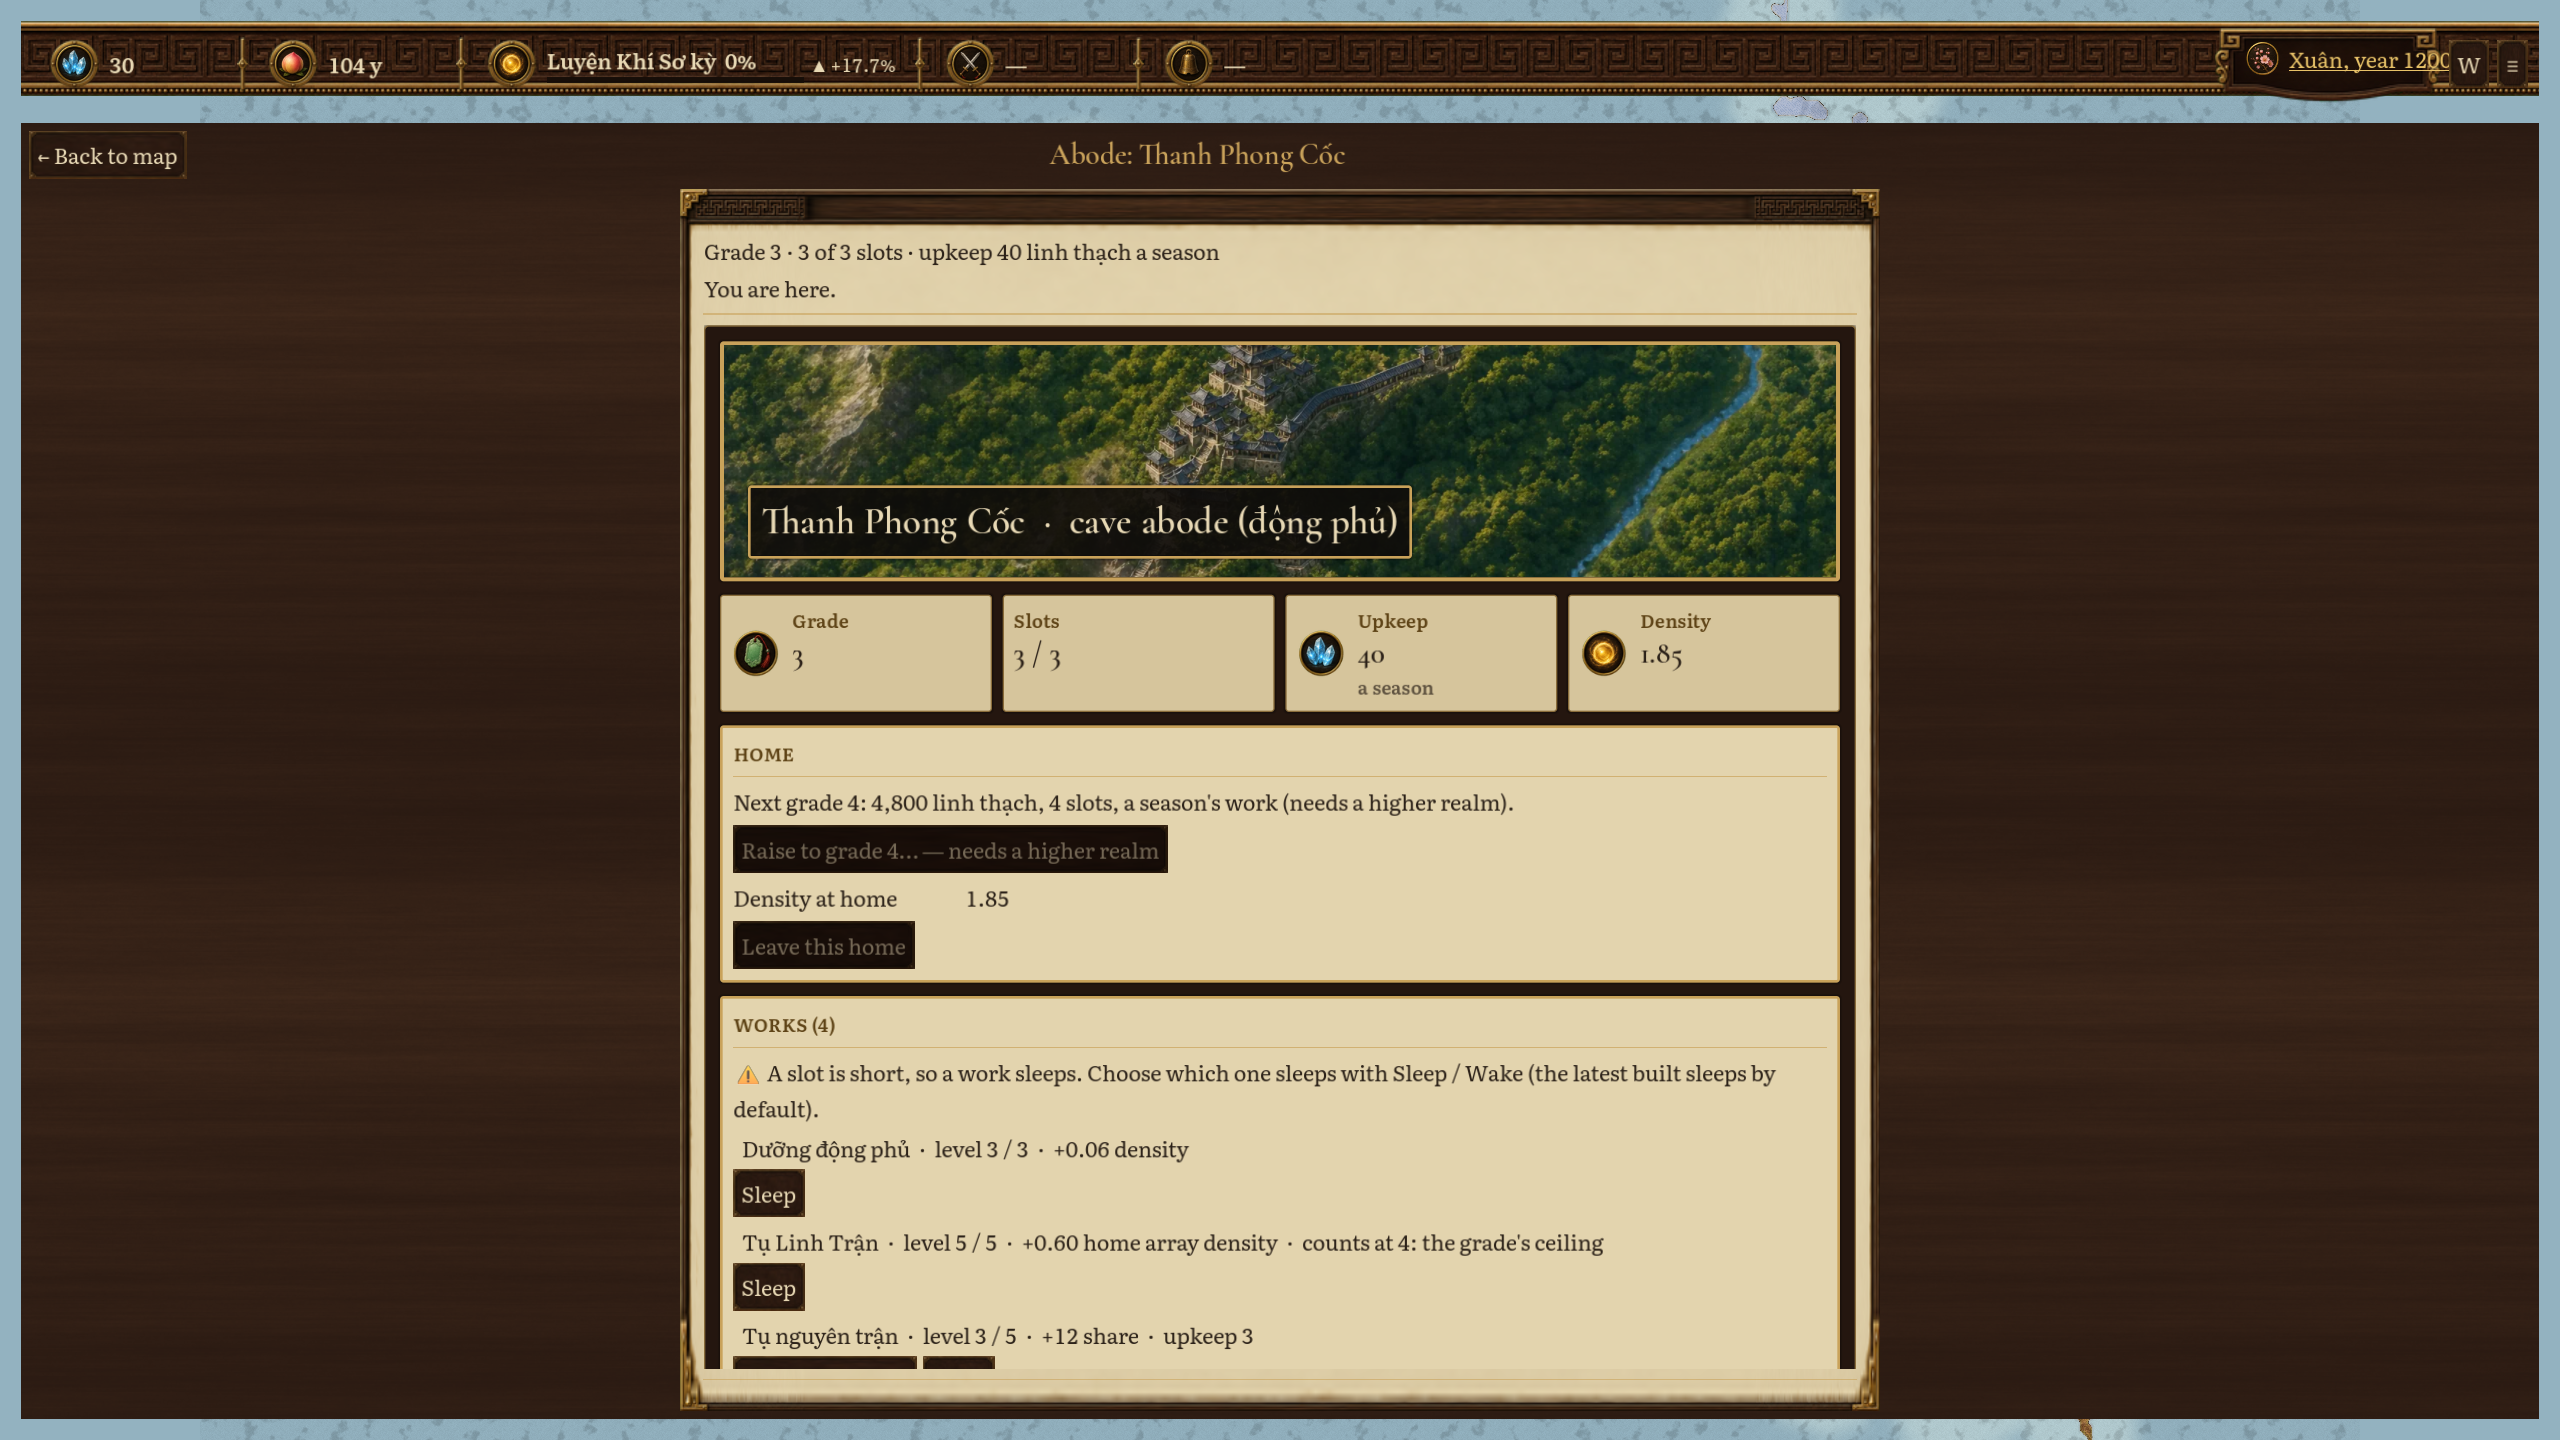 30
104 y
Luyện Khí Sơ kỳ 0%
▲+17.7%
—
—
Xuân, year 1200
W
≡
← Back to map
Abode: Thanh Phong Cốc
Grade 3 · 3 of 3 slots · upkeep 40 linh thạch a season
You are here.
Thanh Phong Cốc · cave abode (động phủ)
Grade
3
Slots
3 / 3
Upkeep
40
a season
Density
1.85
HOME
Next grade 4: 4,800 linh thạch, 4 slots, a season's work (needs a higher realm).
Raise to grade 4… — needs a higher realm
Density at home 1.85
Leave this home
WORKS (4)
⚠ A slot is short, so a work sleeps. Choose which one sleeps with Sleep / Wake (the latest built sleeps by
default).
Dưỡng động phủ · level 3 / 3 · +0.06 density
Sleep
Tụ Linh Trận · level 5 / 5 · +0.60 home array density · counts at 4: the grade's ceiling
Sleep
Tụ nguyên trận · level 3 / 5 · +12 share · upkeep 3